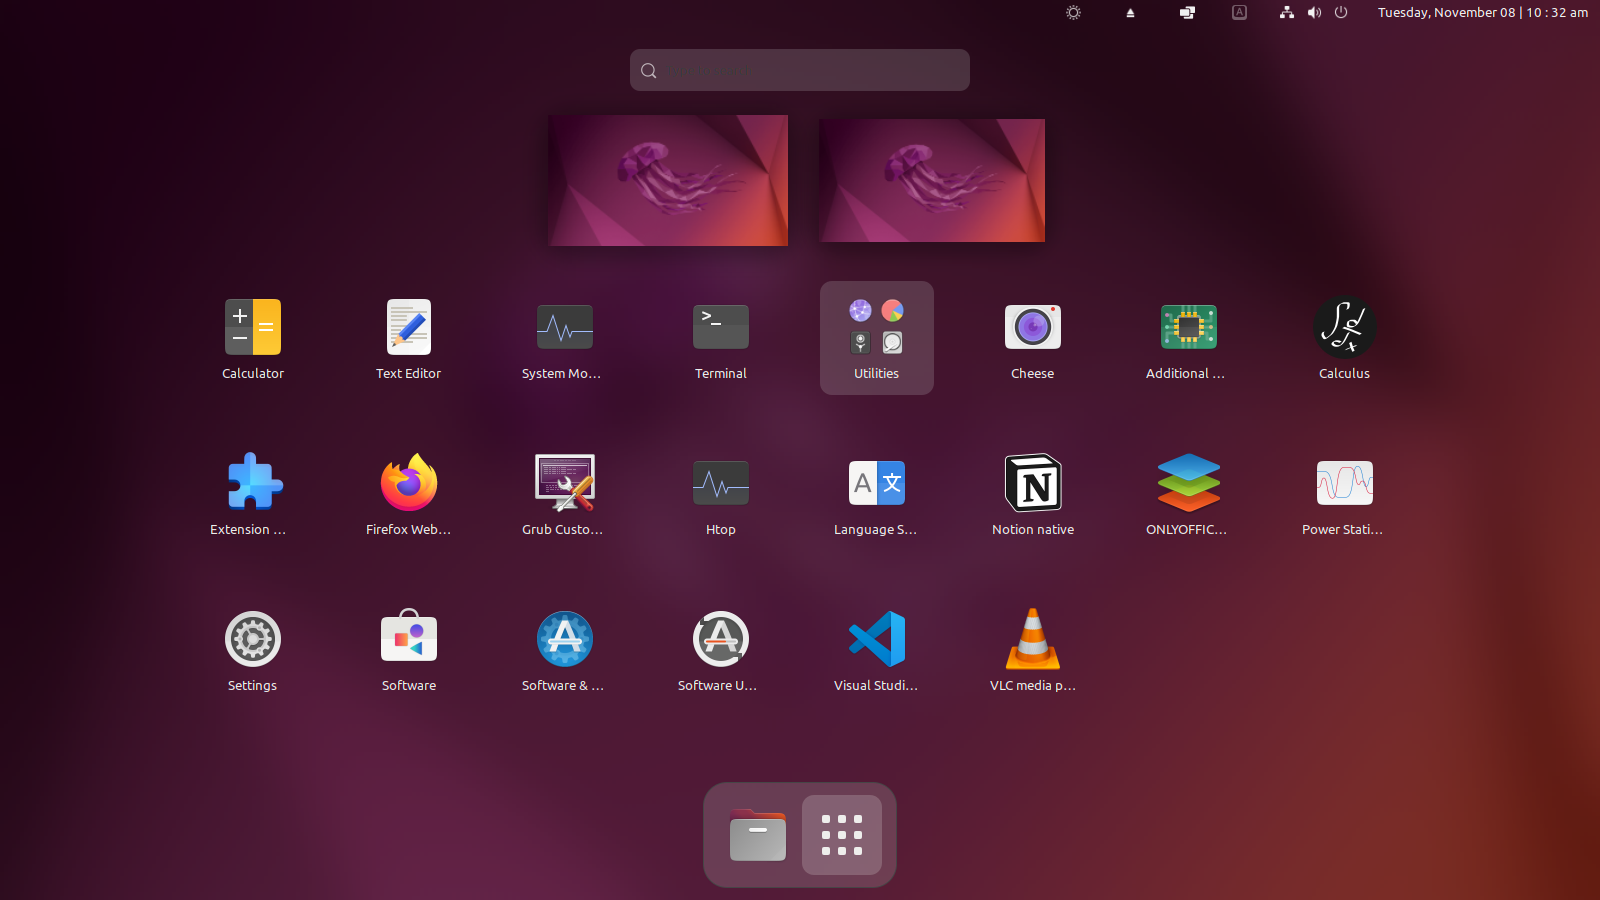 Tuesday, November 08 | 10 : 32 am
Calculator
Text Editor
System Mo...
Terminal
Utilities
Cheese
Additional ...
Calculus
Extension ...
Firefox Web...
Grub Custo...
Htop
Language S...
Notion native
ONLYOFFIC...
Power Stati...
Settings
Software
Software & ...
Software U...
Visual Studi...
VLC media p...